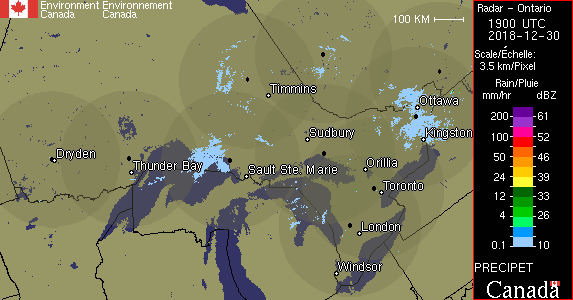 Environment Environnement
Canada Canada
100 KM
Timmins
Ottawa
Kingston
Sudbury
Dryden
Thunder Bay
Sault Ste. Marie
Orillia
Toronto
London
Windsor
Radar - Ontario
1900 UTC
2018-12-30
Scale/Échelle:
3.5 km/Pixel
Rain/Pluie
mm/hr dBZ
200 61
100 52
50 46
24 39
12 33
4 26
0.1 10
PRECIPET
Canada